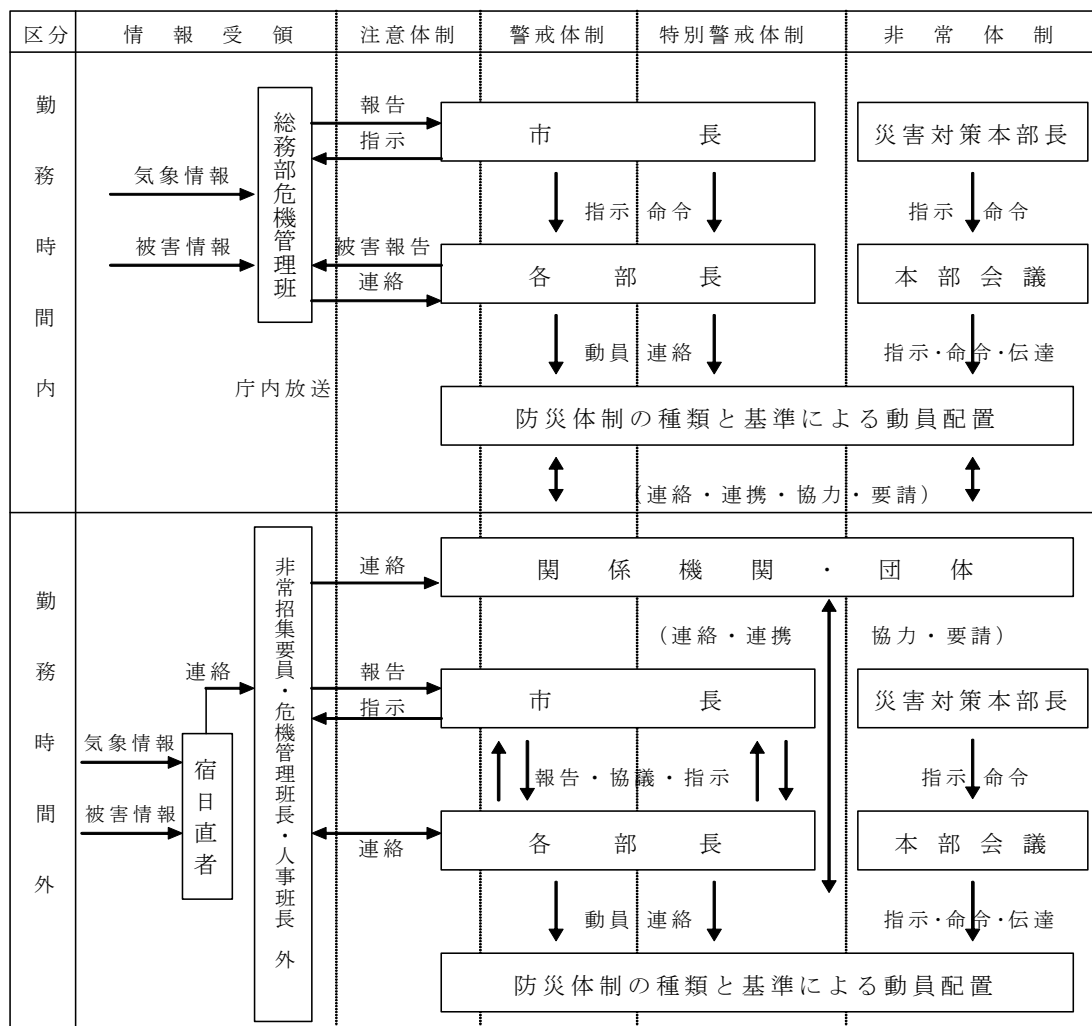 区分 情報受領 注意体制 警戒体制 特別警戒体制 非常体制
勤務時間内
総務部危機管理班
報告
指示
市長
災害対策本部長
気象情報
指示 命令
指示 命令
被害情報
被害報告
連絡
各部長
本部会議
動員 連絡
指示・命令・伝達
庁内放送
防災体制の種類と基準による動員配置
(連絡・連携・協力・要請)
勤務時間外
非常招集要員・危機管理班長・人事班長 外
連絡
関係機関・団体
(連絡・連携 協力・要請)
連絡
報告
指示
市長
災害対策本部長
気象情報
宿日直者
報告・協議・指示
指示 命令
被害情報
連絡
各部長
本部会議
動員 連絡
指示・命令・伝達
防災体制の種類と基準による動員配置